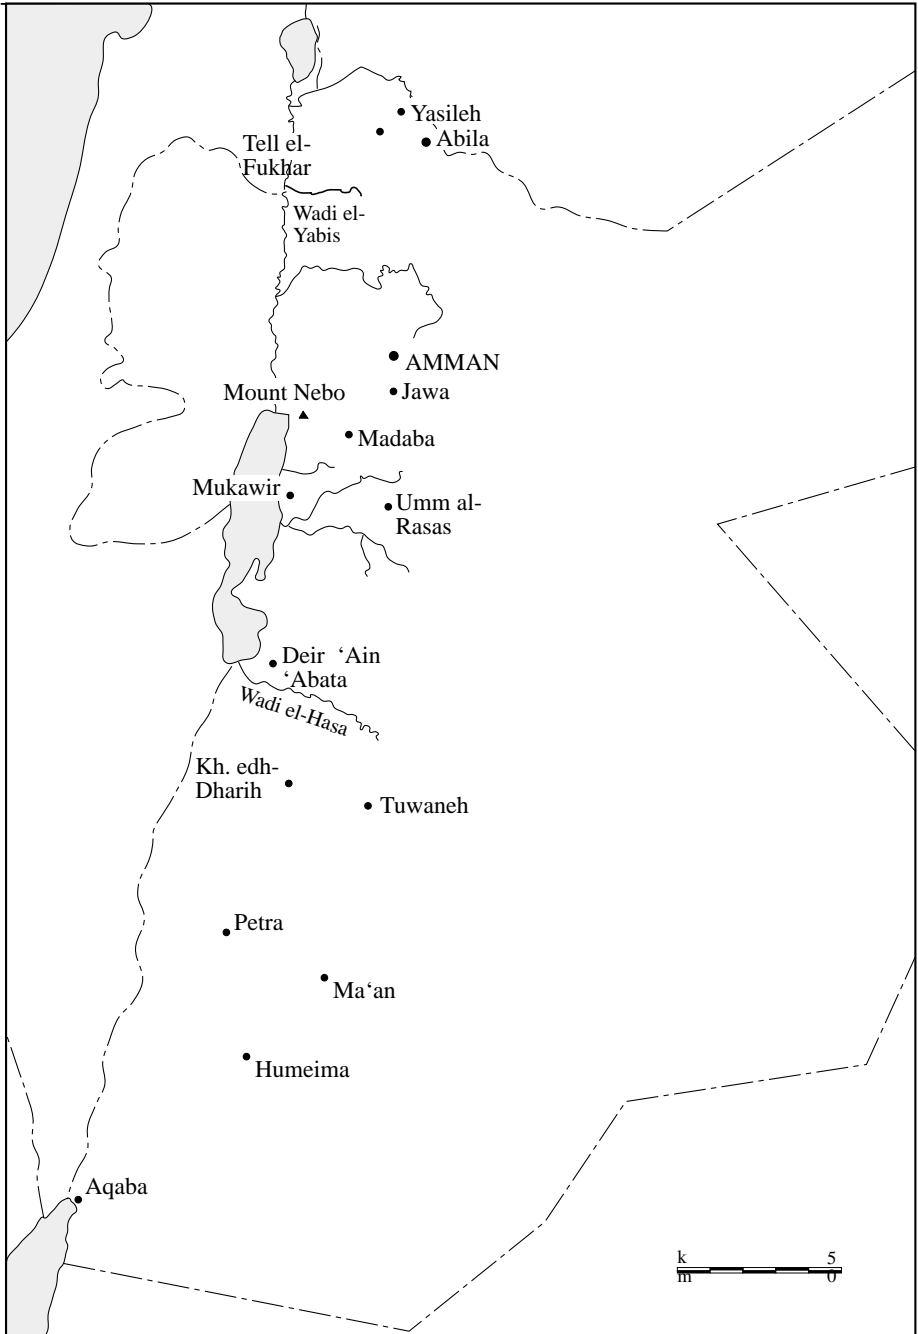 Yasileh
Abila
Tell el-
Fukhar
Wadi el-
Yabis
AMMAN
Jawa
Mount Nebo
Madaba
Mukawir
Umm al-
Rasas
Deir ‘Ain
‘Abata
Wadi el-Hasa
Kh. edh-
Dharih
Tuwaneh
Petra
Ma‘an
Humeima
Aqaba
k 5
m 0